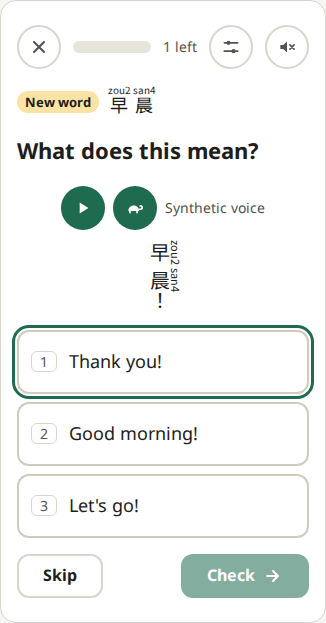 1 left
New word
zou2 san4
早晨
What does this mean?
Synthetic voice
早晨！
zou2 san4
1 Thank you!
2 Good morning!
3 Let's go!
Skip
Check →